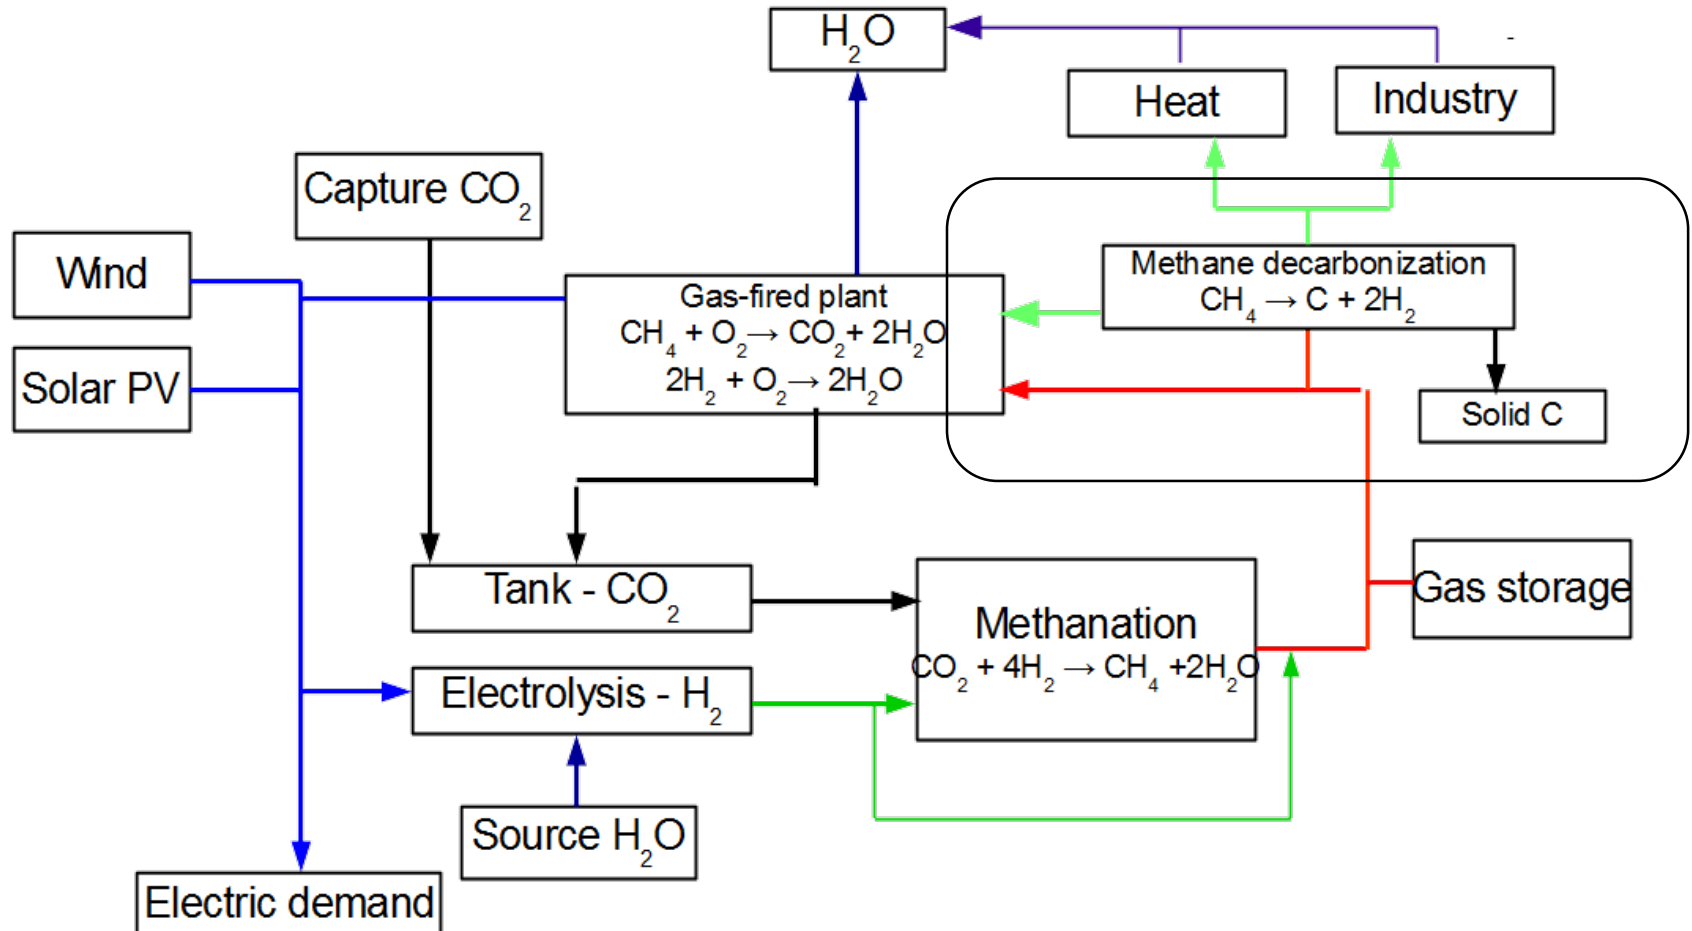 H₂O
Heat
Industry
-
Capture CO₂
Wind
Solar PV
Gas-fired plant
CH₄ + O₂→ CO₂+ 2H₂O
2H₂ + O₂→ 2H₂O
Methane decarbonization
CH₄ → C + 2H₂
Solid C
Tank - CO₂
Methanation
CO₂ + 4H₂ → CH₄ +2H₂O
Gas storage
Electrolysis - H₂
Source H₂O
Electric demand